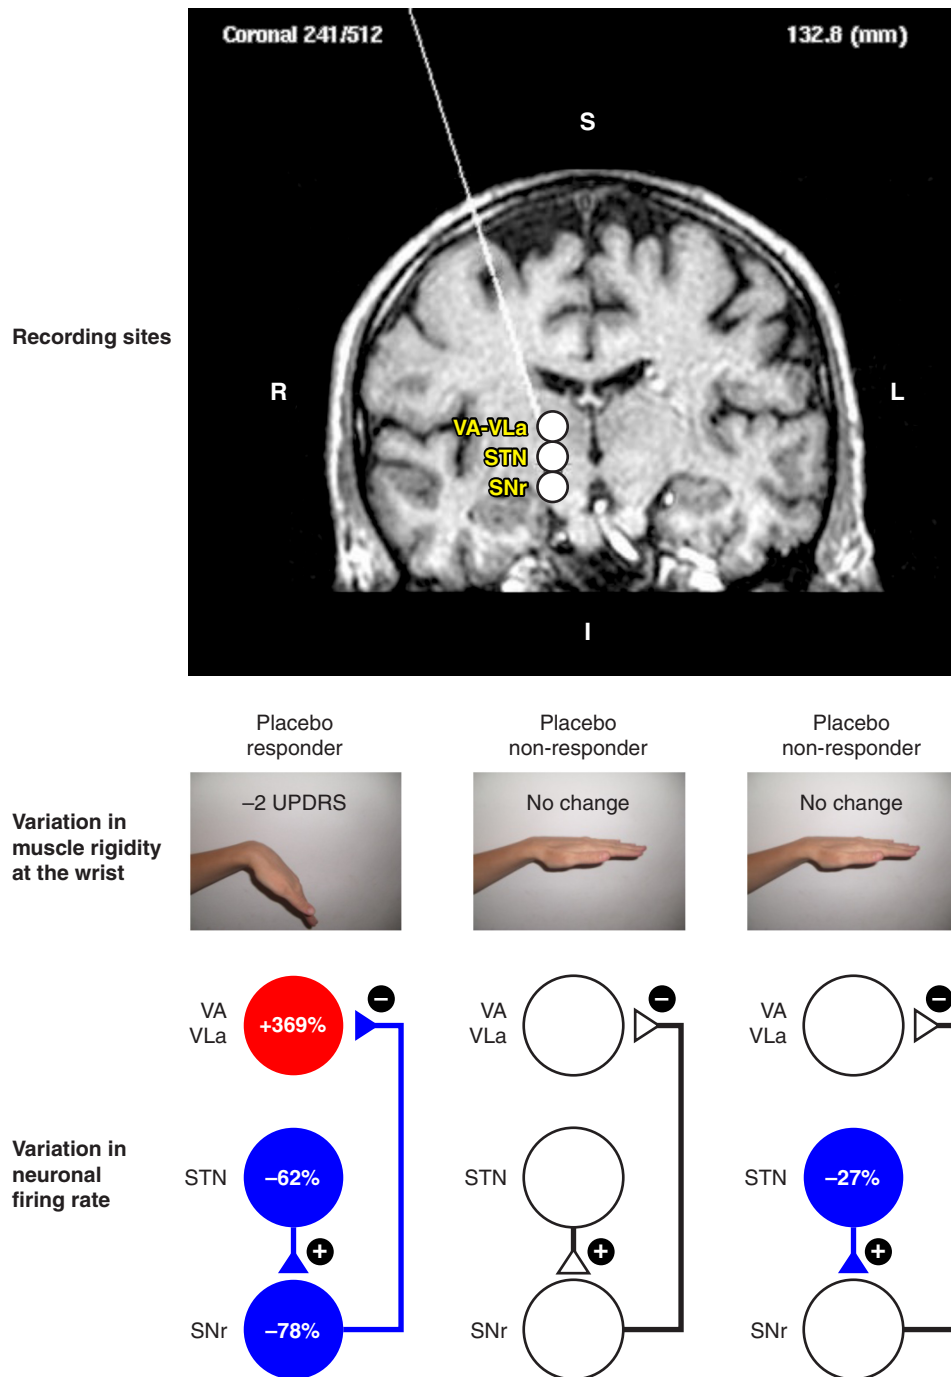 Coronal 241/512
132.8 (mm)
S
Recording sites
R
L
VA-VLa
STN
SNr
I
Placebo
responder
Placebo
non-responder
Placebo
non-responder
Variation in
muscle rigidity
at the wrist
–2 UPDRS
No change
No change
VA
VLa
+369%
−
VA
VLa
−
VA
VLa
−
Variation in
neuronal
firing rate
STN
–62%
+
STN
+
STN
–27%
+
SNr
–78%
SNr
SNr